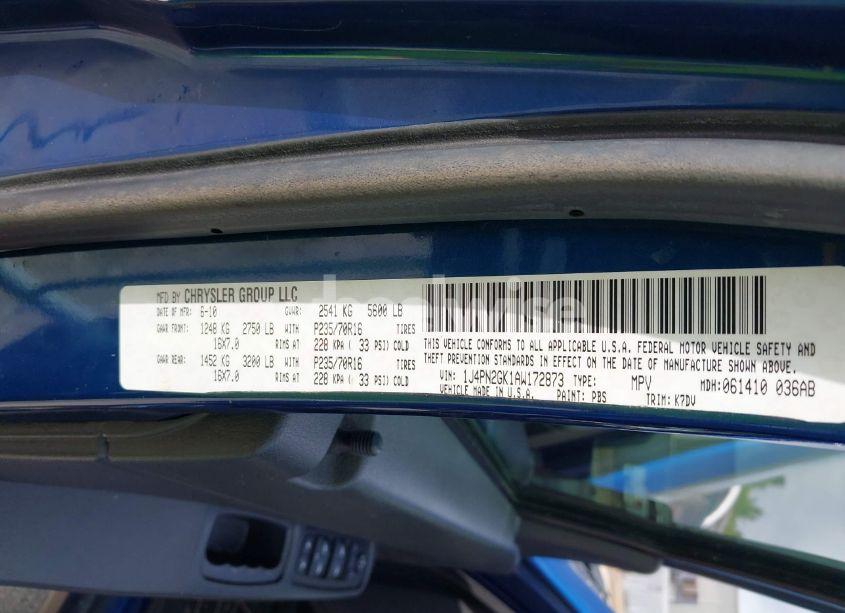 MFD BY CHRYSLER GROUP LLC
DATE OF MFR: 6-10 GVWR: 2541 KG 5600 LB
GAWR FRONT: 1248 KG 2750 LB WITH P235/70R16 TIRES
16X7.0 RIMS AT 228 KPA ( 33 PSI) COLD
GAWR REAR: 1452 KG 3200 LB WITH P235/70R16 TIRES
16X7.0 RIMS AT 228 KPA ( 33 PSI) COLD
THIS VEHICLE CONFORMS TO ALL APPLICABLE U.S.A. FEDERAL MOTOR VEHICLE SAFETY AND
THEFT PREVENTION STANDARDS IN EFFECT ON THE DATE OF MANUFACTURE SHOWN ABOVE.
VIN: 1J4PN2GK1AW172873 TYPE: MPV MDH: 061410 036AB
VEHICLE MADE IN U.S.A. PAINT: PBS TRIM: K7DV